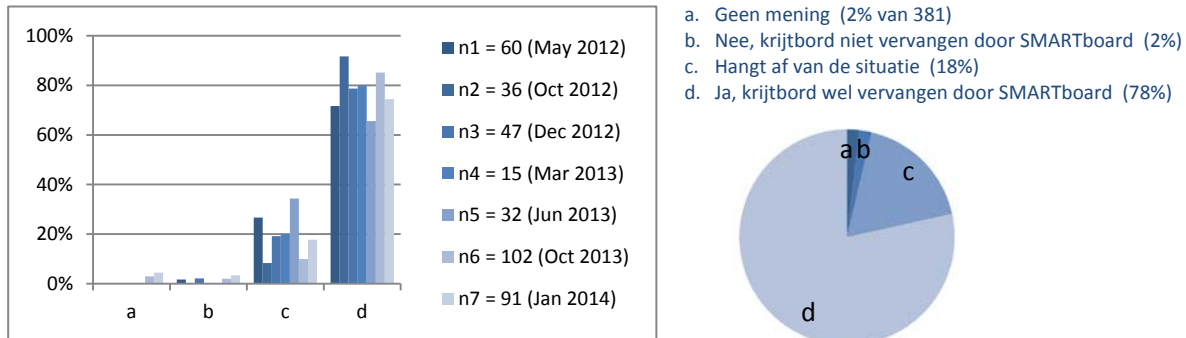 100%
80%
60%
40%
20%
0%
a b c d
n1 = 60 (May 2012)
n2 = 36 (Oct 2012)
n3 = 47 (Dec 2012)
n4 = 15 (Mar 2013)
n5 = 32 (Jun 2013)
n6 = 102 (Oct 2013)
n7 = 91 (Jan 2014)
a. Geen mening (2% van 381)
b. Nee, krijtbord niet vervangen door SMARTboard (2%)
c. Hangt af van de situatie (18%)
d. Ja, krijtbord wel vervangen door SMARTboard (78%)
a b
c
d